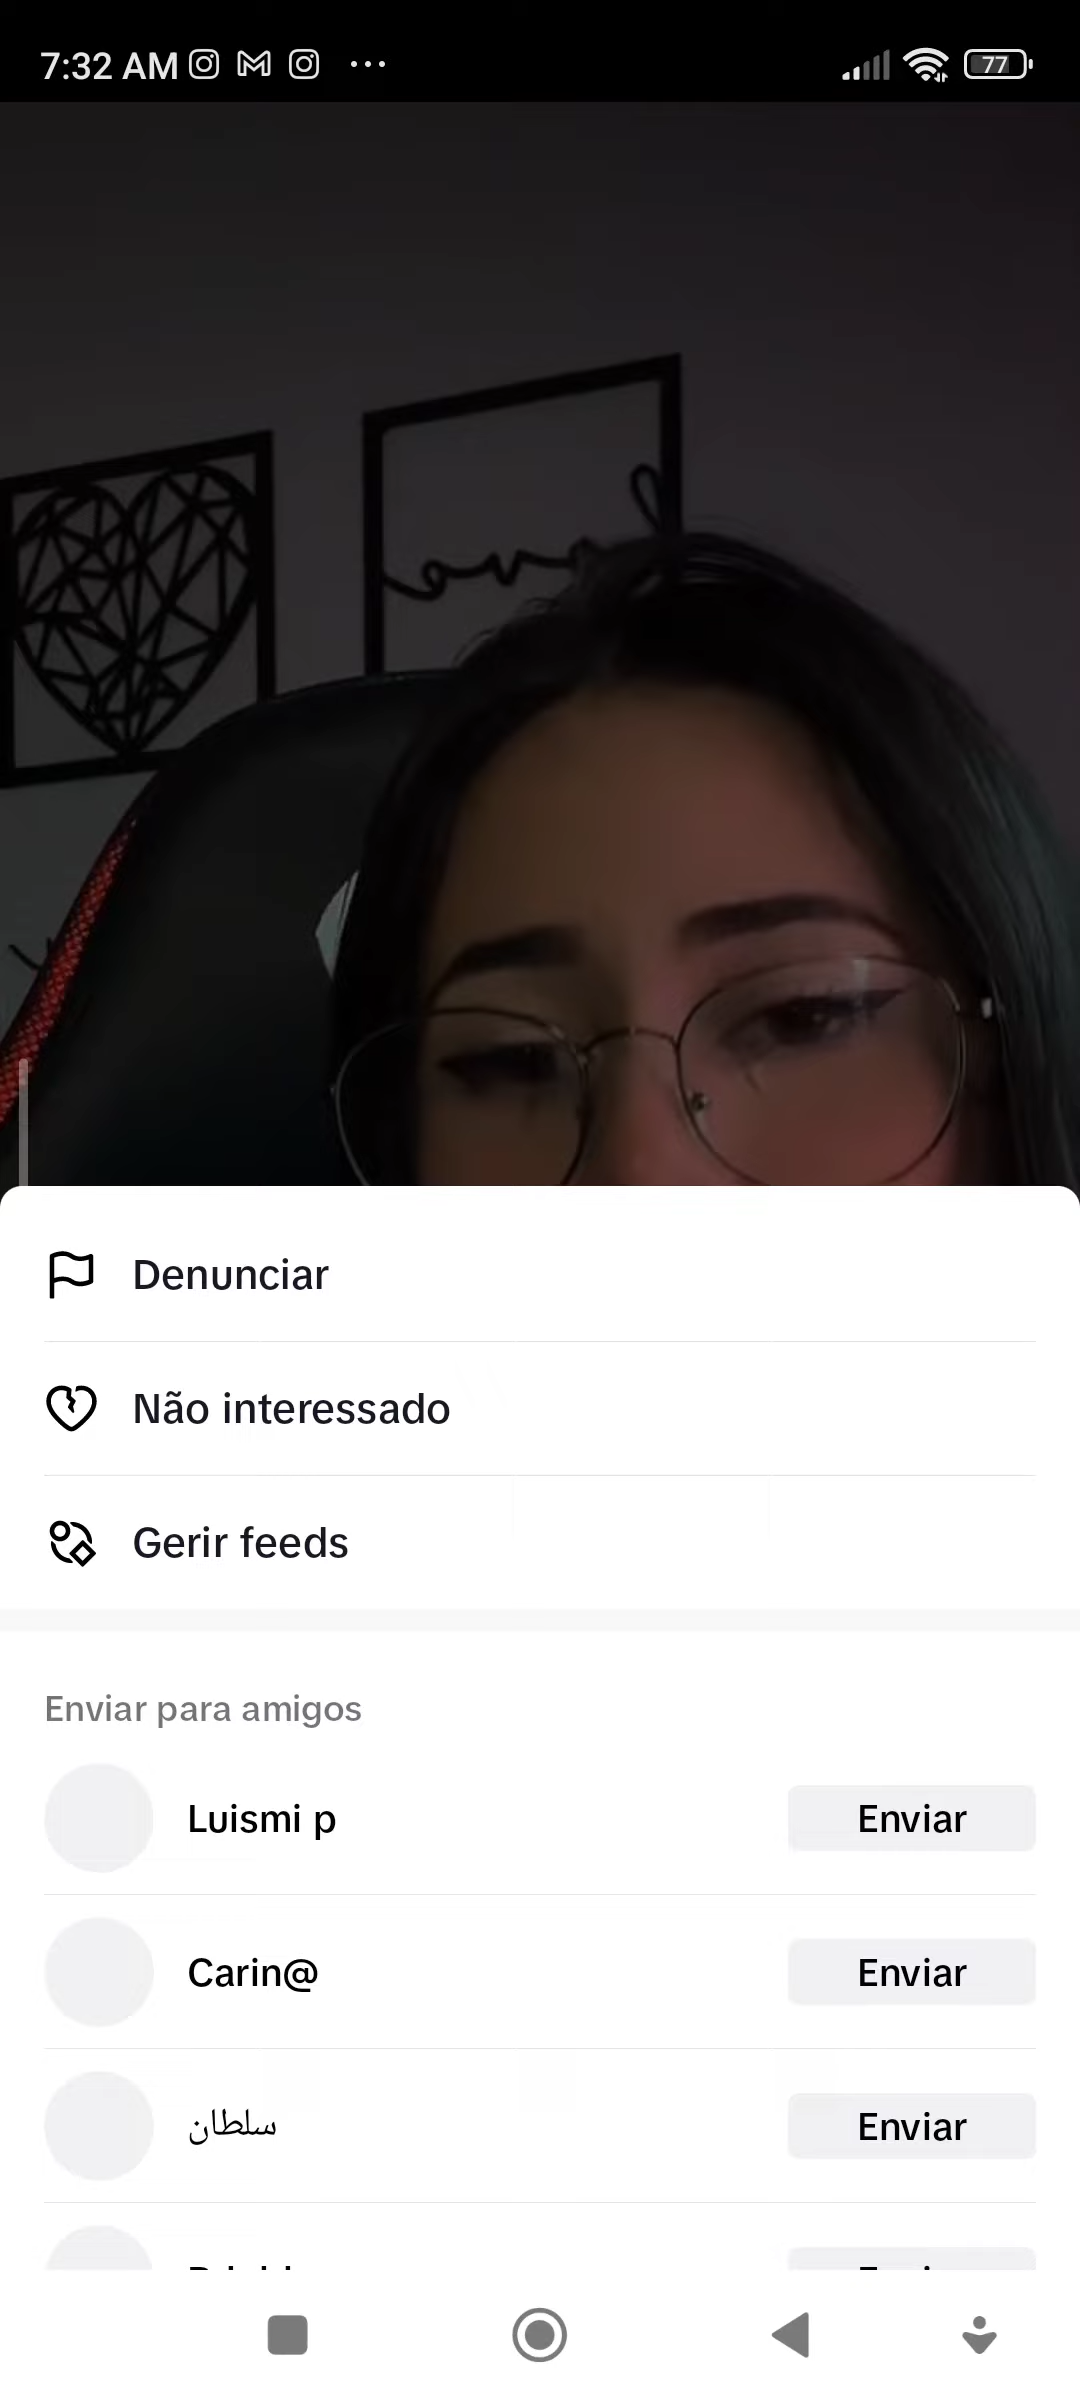 7:32 AM
77
Denunciar
Não interessado
Gerir feeds
Enviar para amigos
Luismi p
Enviar
Carin@
Enviar
سلطان
Enviar